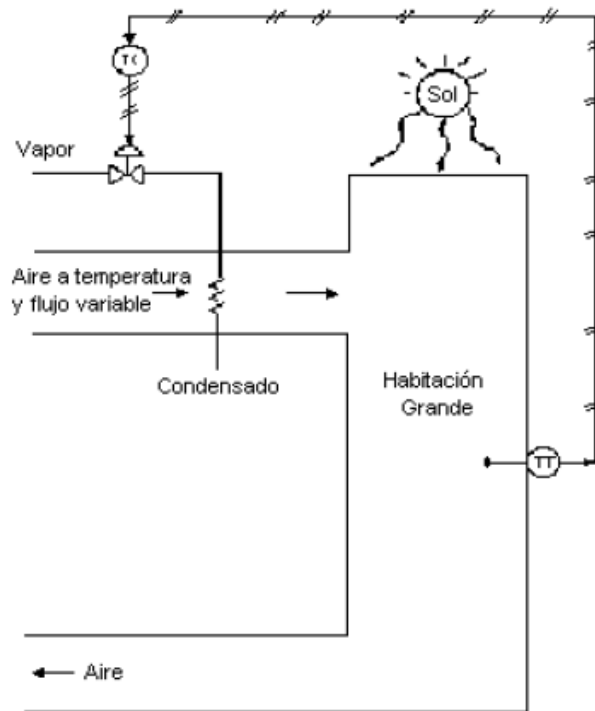 TC
Sol
Vapor
Aire a temperatura
y flujo variable
Condensado
Habitación
Grande
TT
Aire